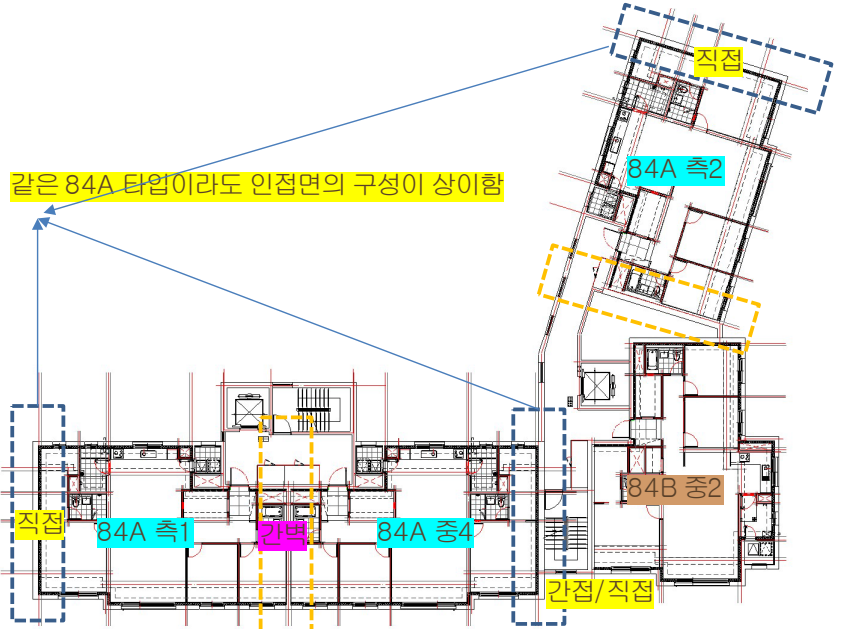 직접
84A 측2
같은 84A 타입이라도 인접면의 구성이 상이함
84B 중2
직접
84A 측1
간벽
84A 중4
간접/직접